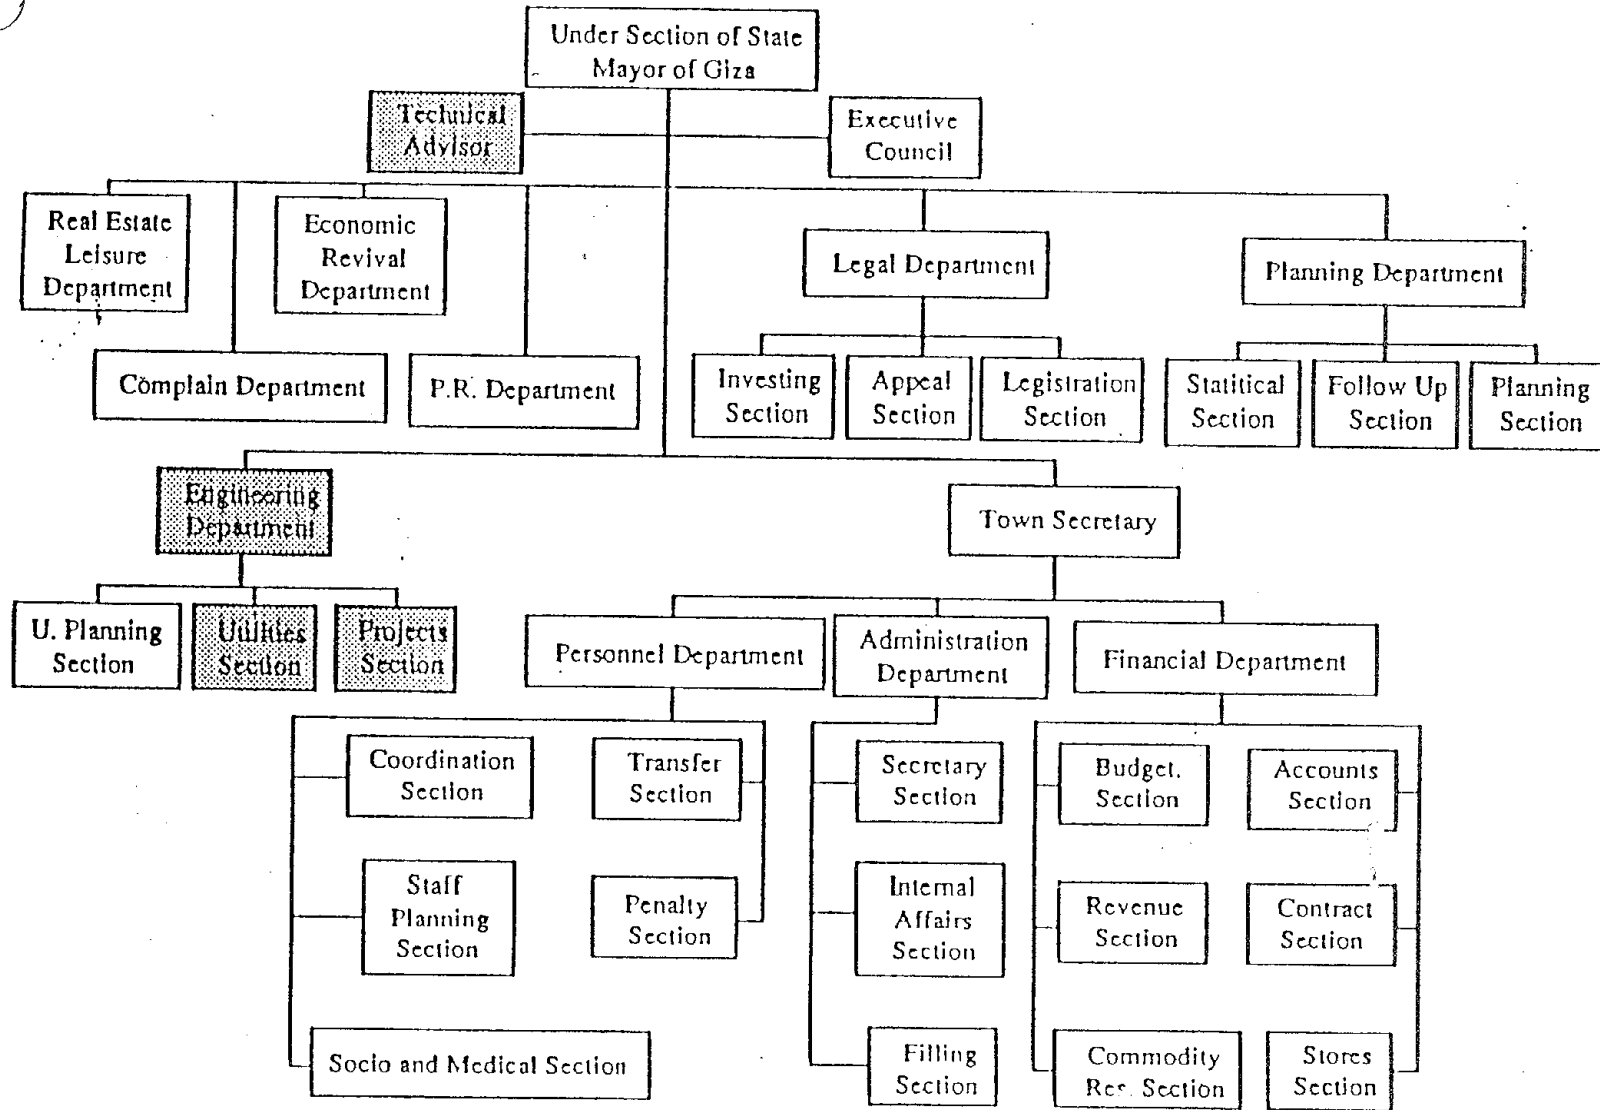 Under Section of State
Mayor of Giza
Technical
Advisor
Executive
Council
Real Estate
Leisure
Department
Economic
Revival
Department
Legal Department
Planning Department
Complain Department
P.R. Department
Investing
Section
Appeal
Section
Legistration
Section
Statitical
Section
Follow Up
Section
Planning
Section
Engineering
Department
Town Secretary
U. Planning
Section
Utilities
Section
Projects
Section
Personnel Department
Administration
Department
Financial Department
Coordination
Section
Transfer
Section
Secretary
Section
Budget.
Section
Accounts
Section
Staff
Planning
Section
Penalty
Section
Internal
Affairs
Section
Revenue
Section
Contract
Section
Socio and Medical Section
Filling
Section
Commodity
Res. Section
Stores
Section